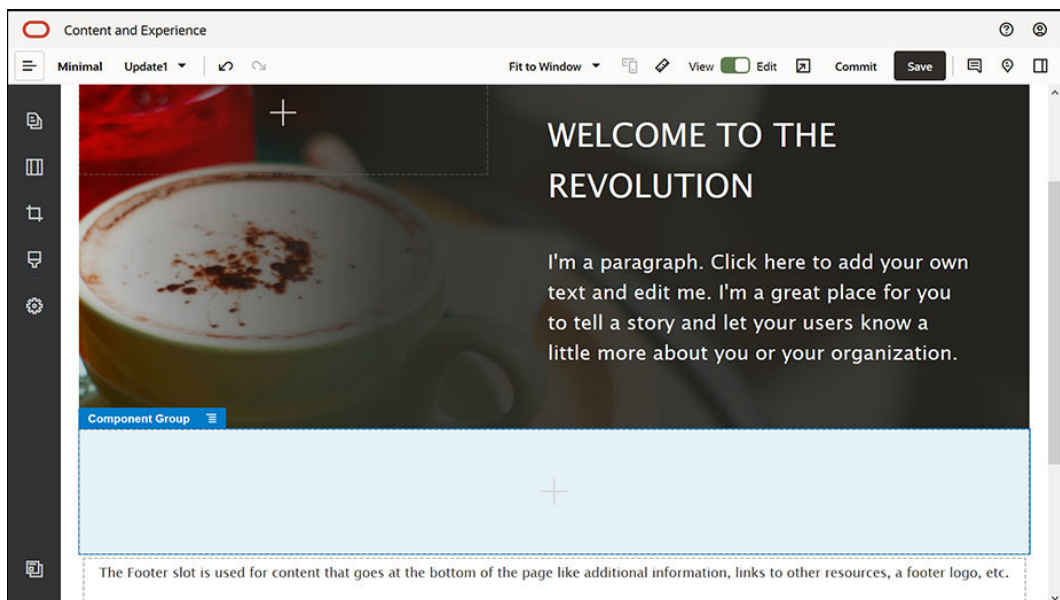 Content and Experience
Minimal Update1 Fit to Window View Edit Commit Save
WELCOME TO THE
REVOLUTION
I'm a paragraph. Click here to add your own
text and edit me. I'm a great place for you
to tell a story and let your users know a
little more about you or your organization.
Component Group
The Footer slot is used for content that goes at the bottom of the page like additional information, links to other resources, a footer logo, etc.